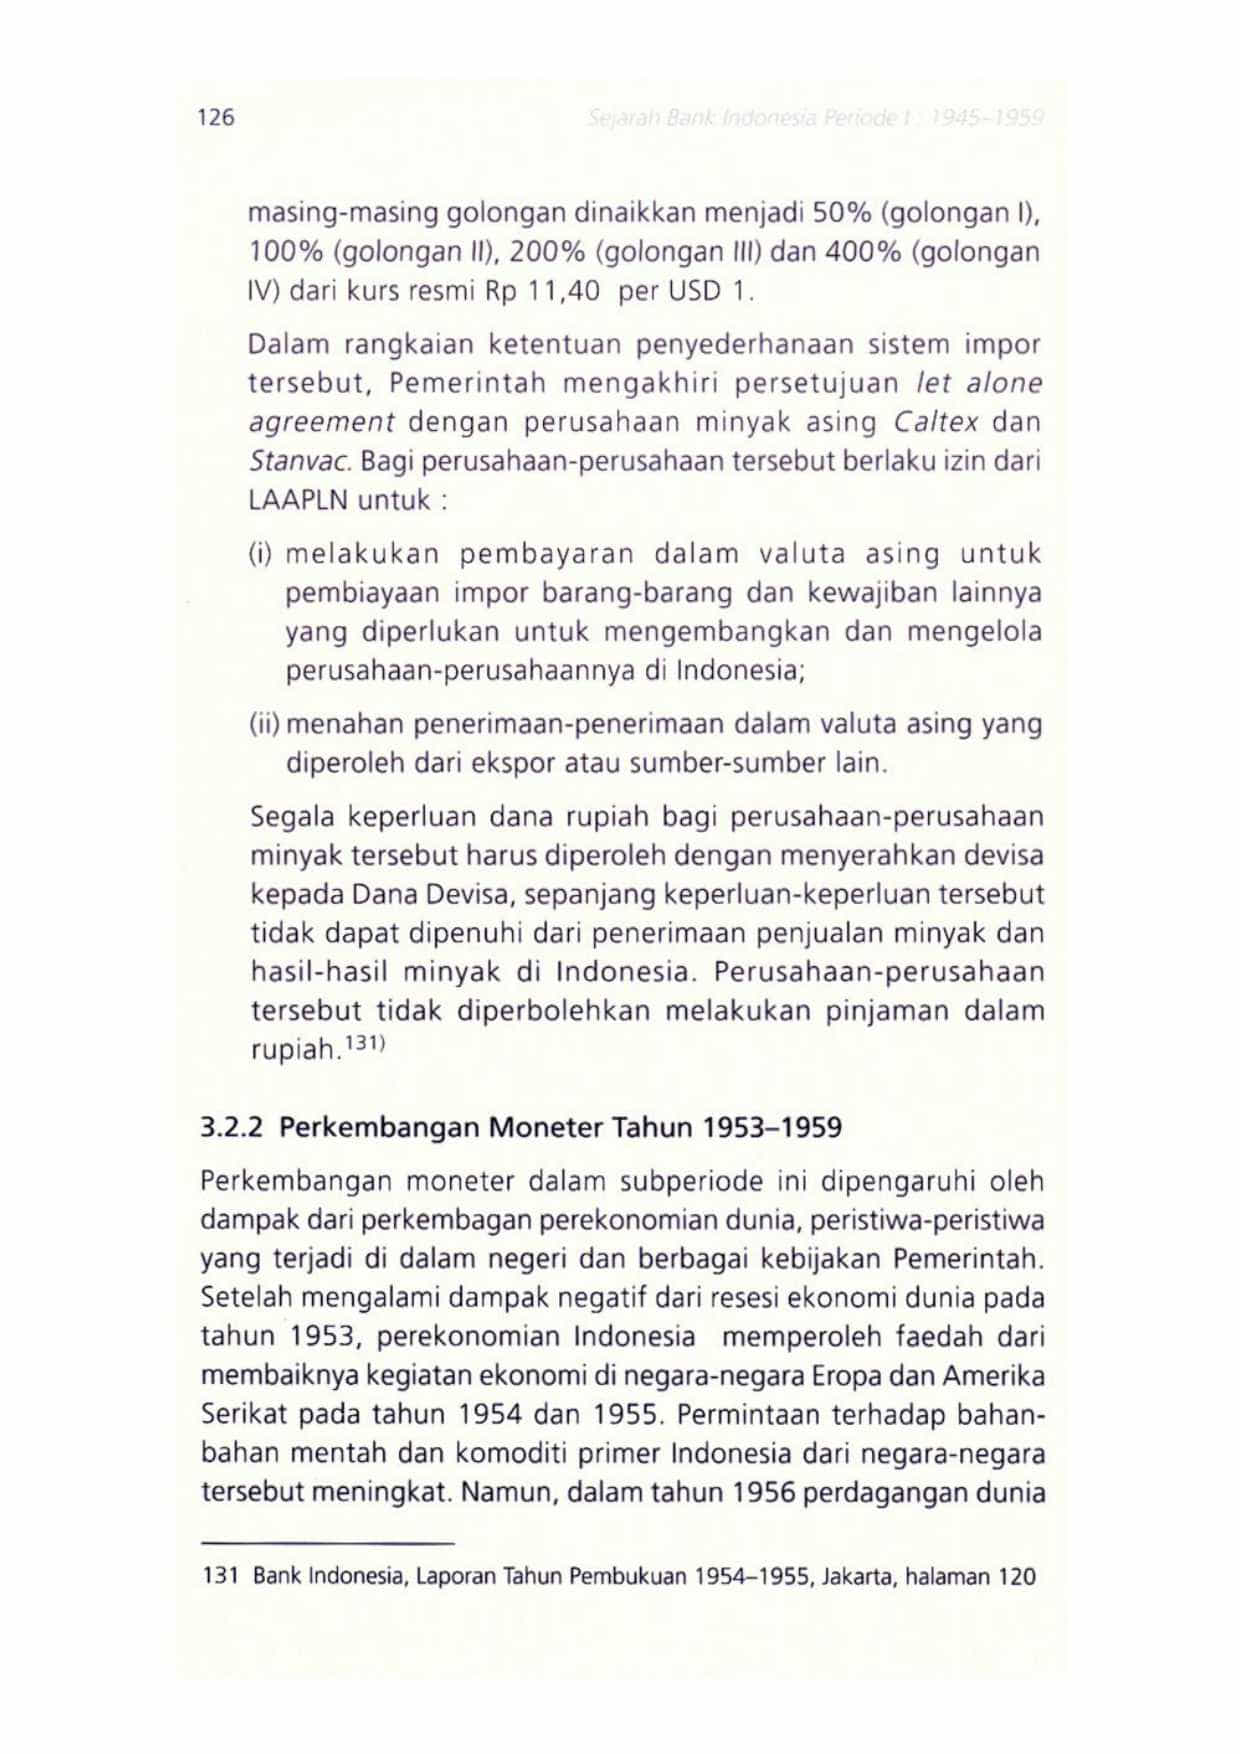 126
Sejarah Bank Indonesia Periode I : 1945–1959
masing-masing golongan dinaikkan menjadi 50% (golongan I),
100% (golongan II), 200% (golongan III) dan 400% (golongan
IV) dari kurs resmi Rp 11,40 per USD 1.
Dalam rangkaian ketentuan penyederhanaan sistem impor
tersebut, Pemerintah mengakhiri persetujuan let alone
agreement dengan perusahaan minyak asing Caltex dan
Stanvac. Bagi perusahaan-perusahaan tersebut berlaku izin dari
LAAPLN untuk :
(i) melakukan pembayaran dalam valuta asing untuk
pembiayaan impor barang-barang dan kewajiban lainnya
yang diperlukan untuk mengembangkan dan mengelola
perusahaan-perusahaannya di Indonesia;
(ii) menahan penerimaan-penerimaan dalam valuta asing yang
diperoleh dari ekspor atau sumber-sumber lain.
Segala keperluan dana rupiah bagi perusahaan-perusahaan
minyak tersebut harus diperoleh dengan menyerahkan devisa
kepada Dana Devisa, sepanjang keperluan-keperluan tersebut
tidak dapat dipenuhi dari penerimaan penjualan minyak dan
hasil-hasil minyak di Indonesia. Perusahaan-perusahaan
tersebut tidak diperbolehkan melakukan pinjaman dalam
rupiah.131)
3.2.2 Perkembangan Moneter Tahun 1953–1959
Perkembangan moneter dalam subperiode ini dipengaruhi oleh
dampak dari perkembagan perekonomian dunia, peristiwa-peristiwa
yang terjadi di dalam negeri dan berbagai kebijakan Pemerintah.
Setelah mengalami dampak negatif dari resesi ekonomi dunia pada
tahun 1953, perekonomian Indonesia memperoleh faedah dari
membaiknya kegiatan ekonomi di negara-negara Eropa dan Amerika
Serikat pada tahun 1954 dan 1955. Permintaan terhadap bahan-
bahan mentah dan komoditi primer Indonesia dari negara-negara
tersebut meningkat. Namun, dalam tahun 1956 perdagangan dunia
131 Bank Indonesia, Laporan Tahun Pembukuan 1954–1955, Jakarta, halaman 120